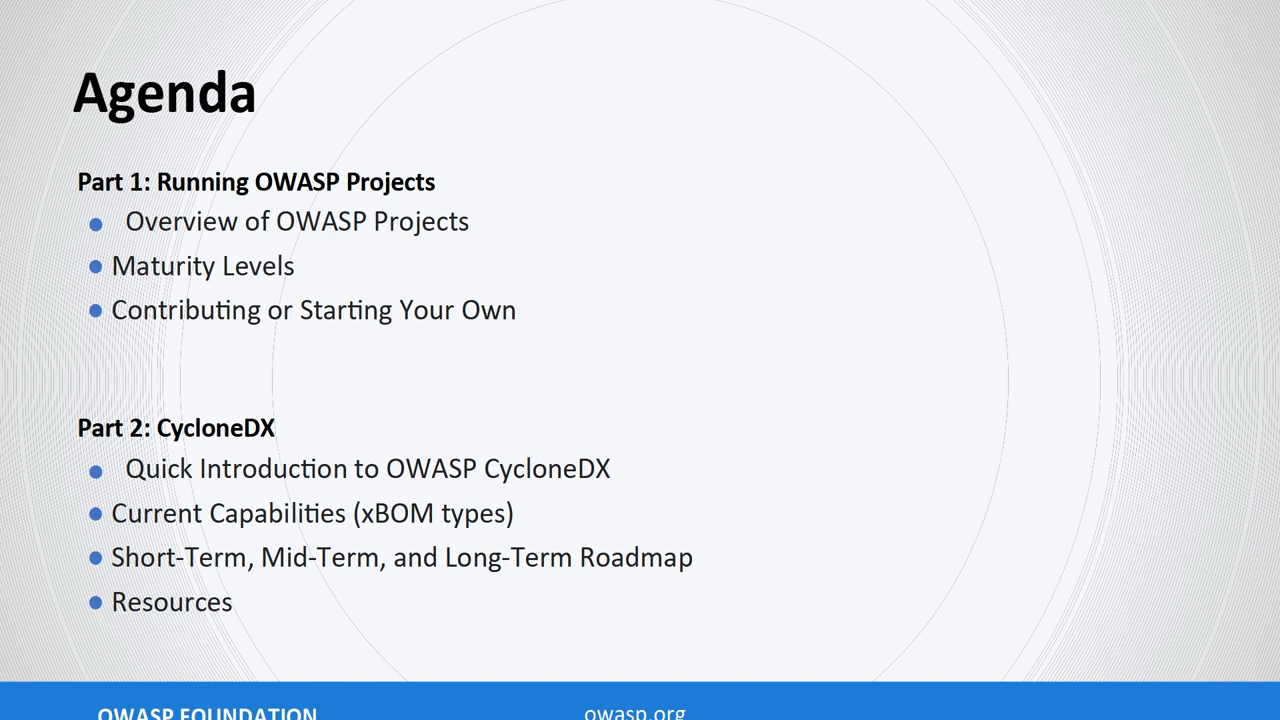 Agenda
Part 1: Running OWASP Projects
Overview of OWASP Projects
Maturity Levels
Contributing or Starting Your Own
Part 2: CycloneDX
Quick Introduction to OWASP CycloneDX
Current Capabilities (xBOM types)
Short-Term, Mid-Term, and Long-Term Roadmap
Resources
OWASP FOUNDATION
owasp.org